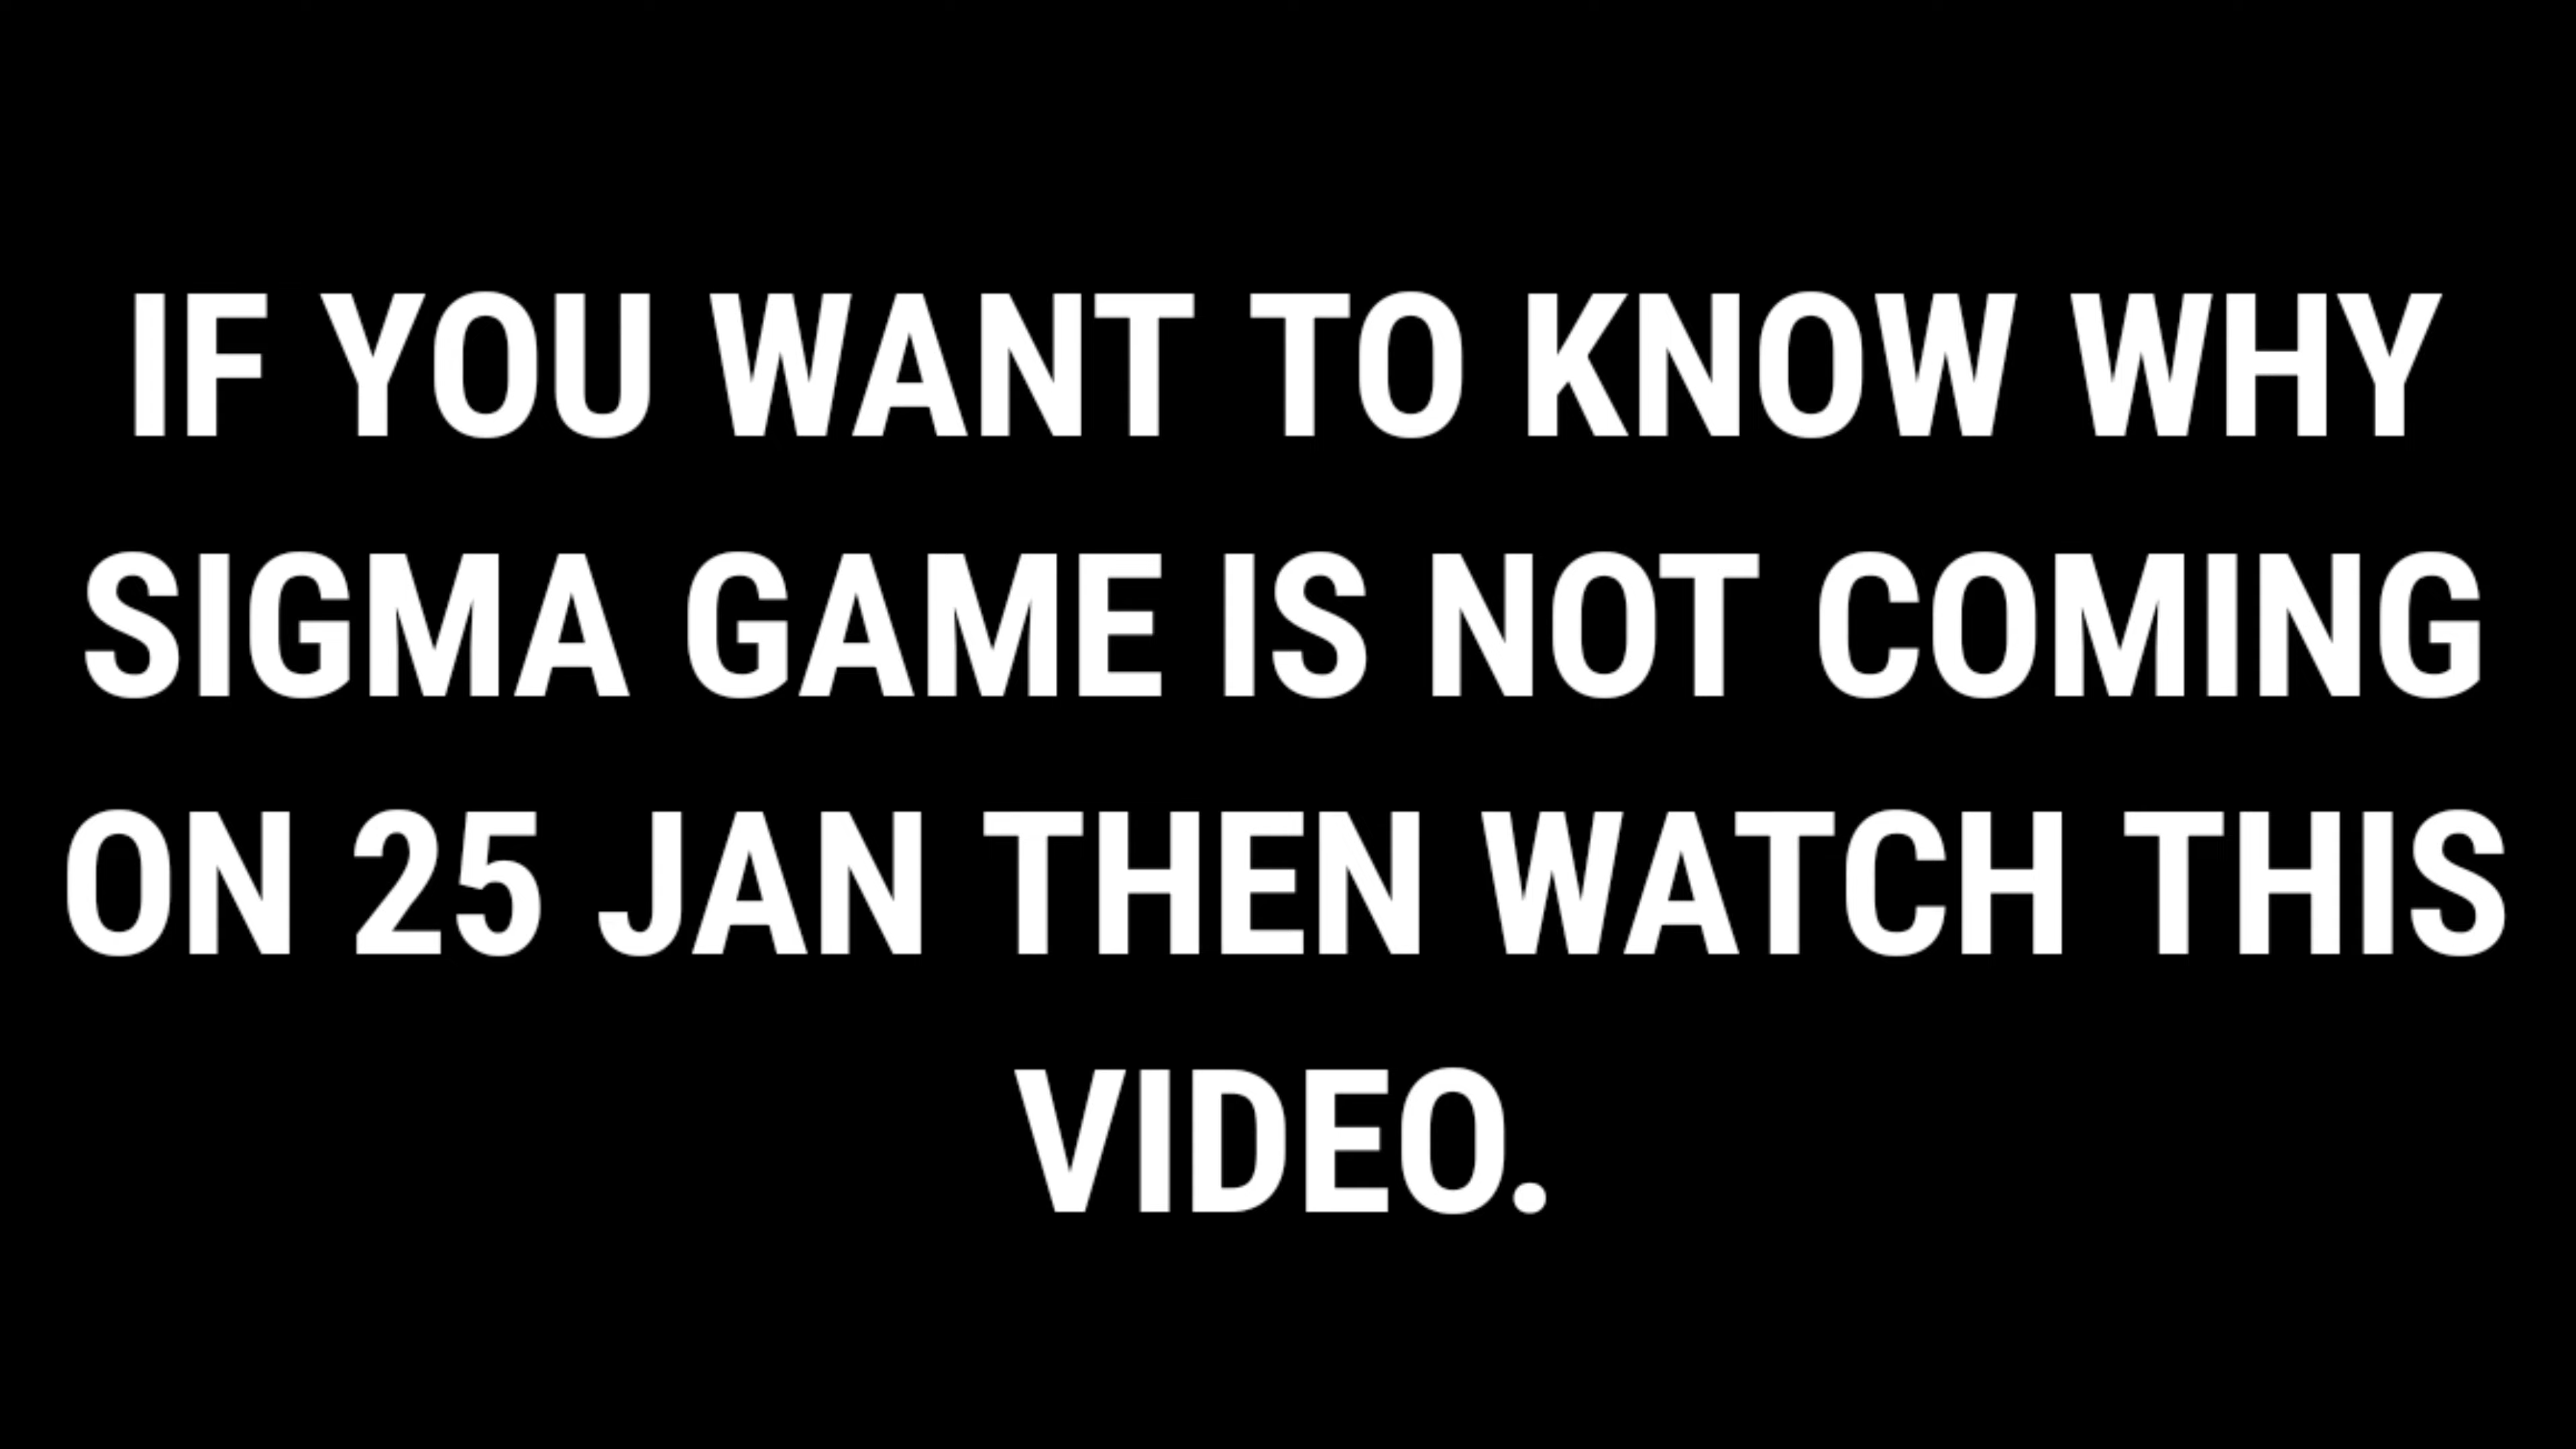 IF YOU WANT TO KNOW WHY
SIGMA GAME IS NOT COMING
ON 25 JAN THEN WATCH THIS
VIDEO.